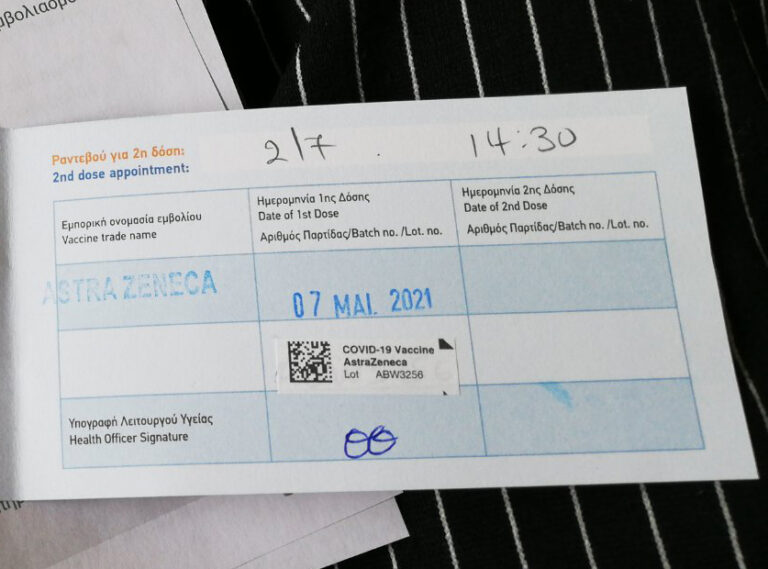 Ραντεβού για 2η δόση:
2nd dose appointment:
2/7 . 14:30
Εμπορική ονομασία εμβολίου
Vaccine trade name
Ημερομηνία 1ης Δόσης
Date of 1st Dose
Αριθμός Παρτίδας/Batch no. /Lot. no.
Ημερομηνία 2ης Δόσης
Date of 2nd Dose
Αριθμός Παρτίδας/Batch no. /Lot. no.
ASTRA ZENECA
07 MAI. 2021
COVID-19 Vaccine
AstraZeneca
Lot ABW3256
Υπογραφή Λειτουργού Υγείας
Health Officer Signature